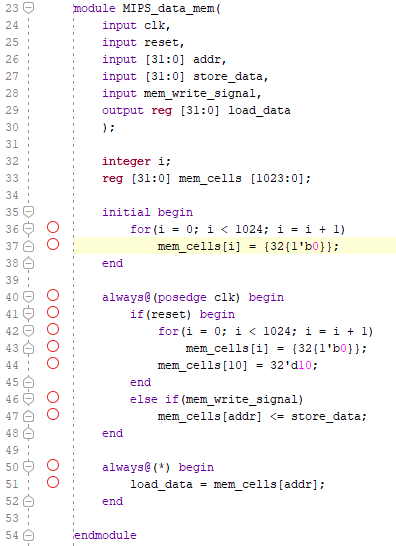 23 module MIPS_data_mem(
24     input clk,
25     input reset,
26     input [31:0] addr,
27     input [31:0] store_data,
28     input mem_write_signal,
29     output reg [31:0] load_data
30     );
31
32     integer i;
33     reg [31:0] mem_cells [1023:0];
34
35     initial begin
36         for(i = 0; i < 1024; i = i + 1)
37             mem_cells[i] = {32{1'b0}};
38     end
39
40     always@(posedge clk) begin
41         if(reset) begin
42             for(i = 0; i < 1024; i = i + 1)
43                 mem_cells[i] = {32{1'b0}};
44             mem_cells[10] = 32'd10;
45         end
46         else if(mem_write_signal)
47             mem_cells[addr] <= store_data;
48     end
49
50     always@(*) begin
51         load_data = mem_cells[addr];
52     end
53
54 endmodule